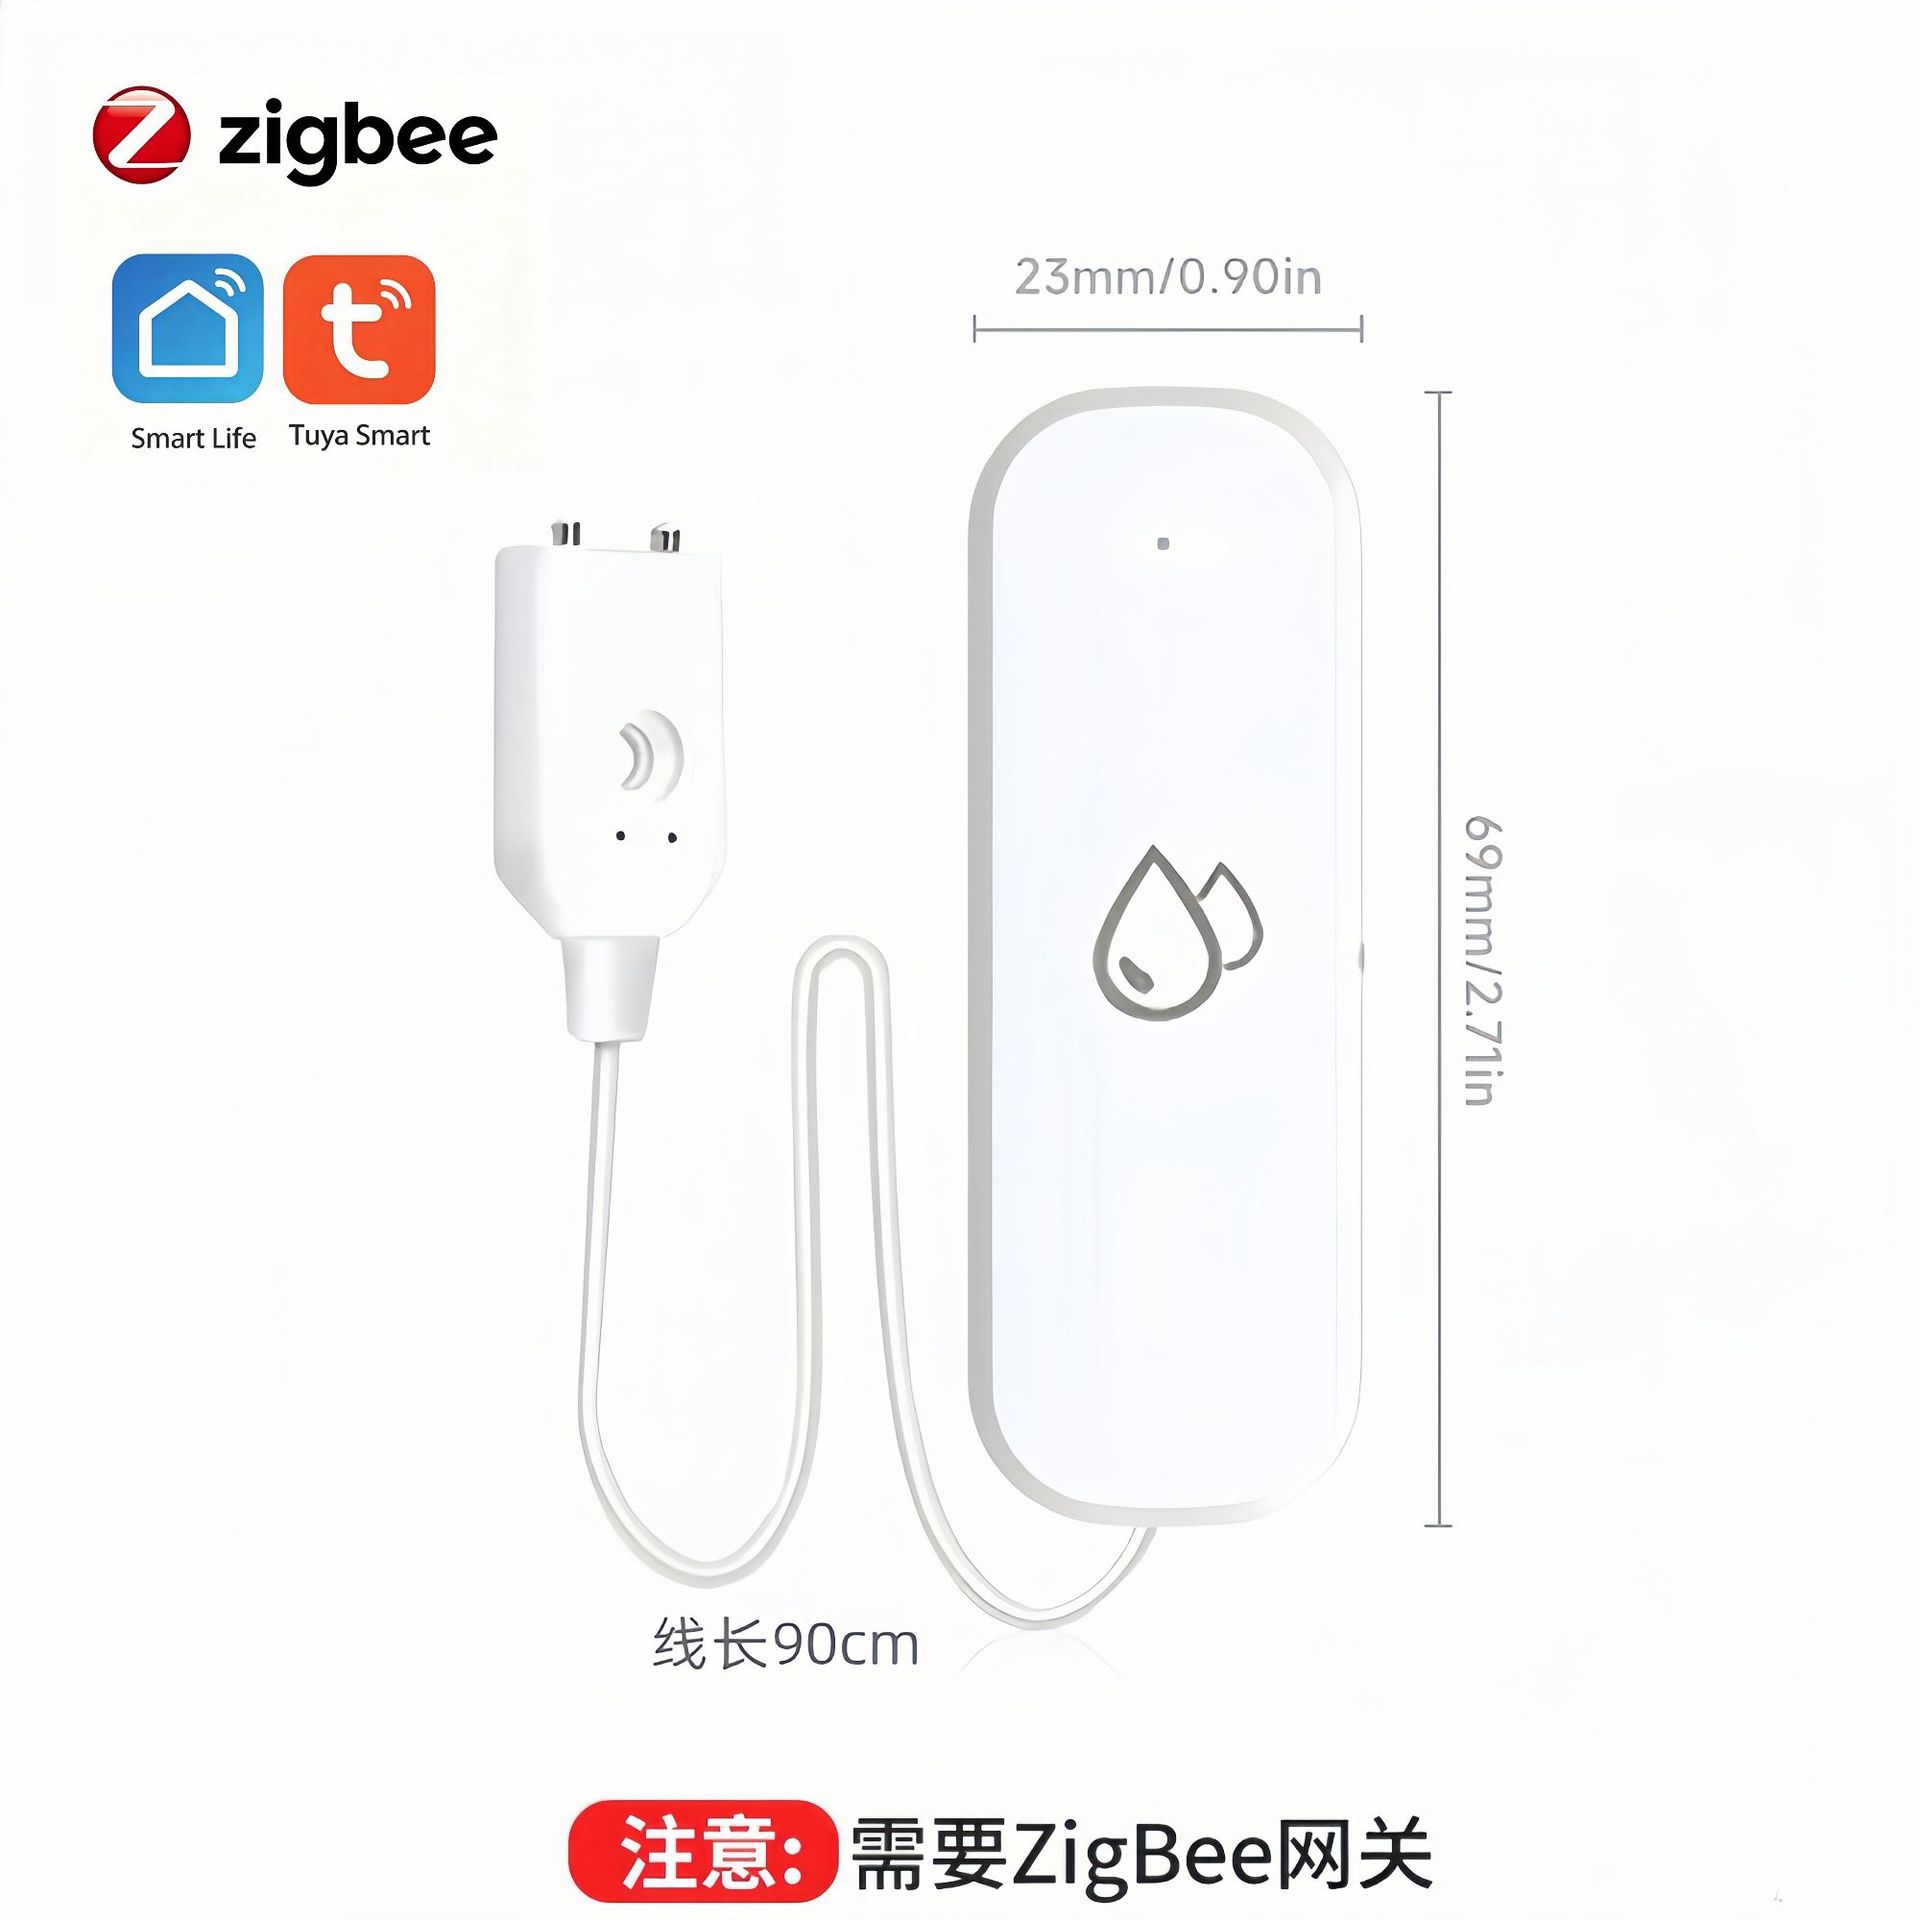 zigbee
Smart Life
Tuya Smart
23mm/0.90in
69mm/2.71in
线长90cm
注意:需要ZigBee网关